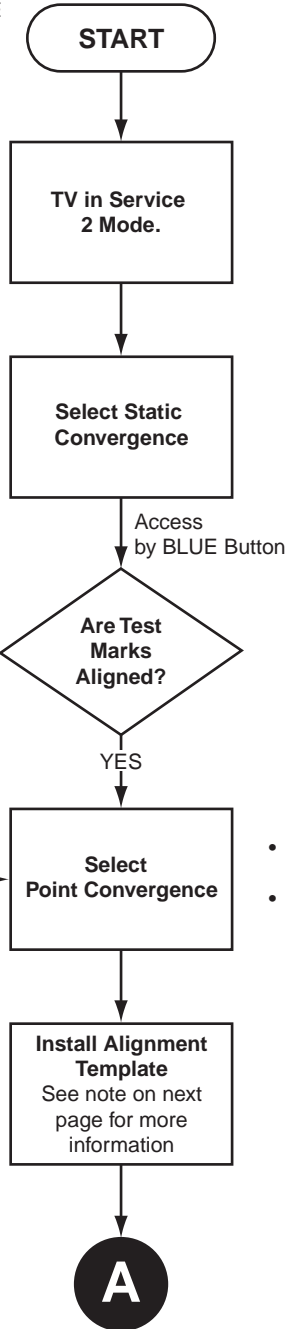 START
TV in Service
2 Mode.
Select Static
Convergence
Access
by BLUE Button
Are Test
Marks
Aligned?
YES
Select
Point Convergence
•
•
Install Alignment
Template
See note on next
page for more
information
A